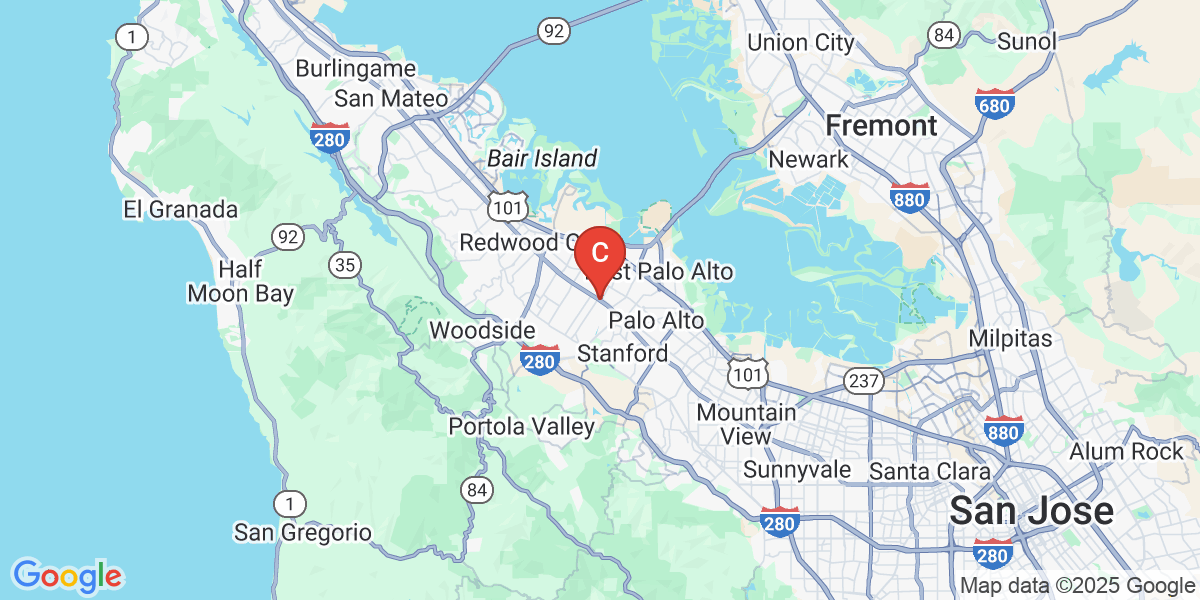 1
92
84
Sunol
Union City
Burlingame
San Mateo
680
280
Fremont
Bair Island
Newark
880
101
El Granada
92
Redwood
C
35
Half
Moon Bay
Palo Alto
Woodside
Palo Alto
Stanford
280
Milpitas
101
237
Mountain
View
880
Portola Valley
Alum Rock
Sunnyvale
Santa Clara
84
1
San Gregorio
San Jose
280
280
Google
Map data ©2025 Google